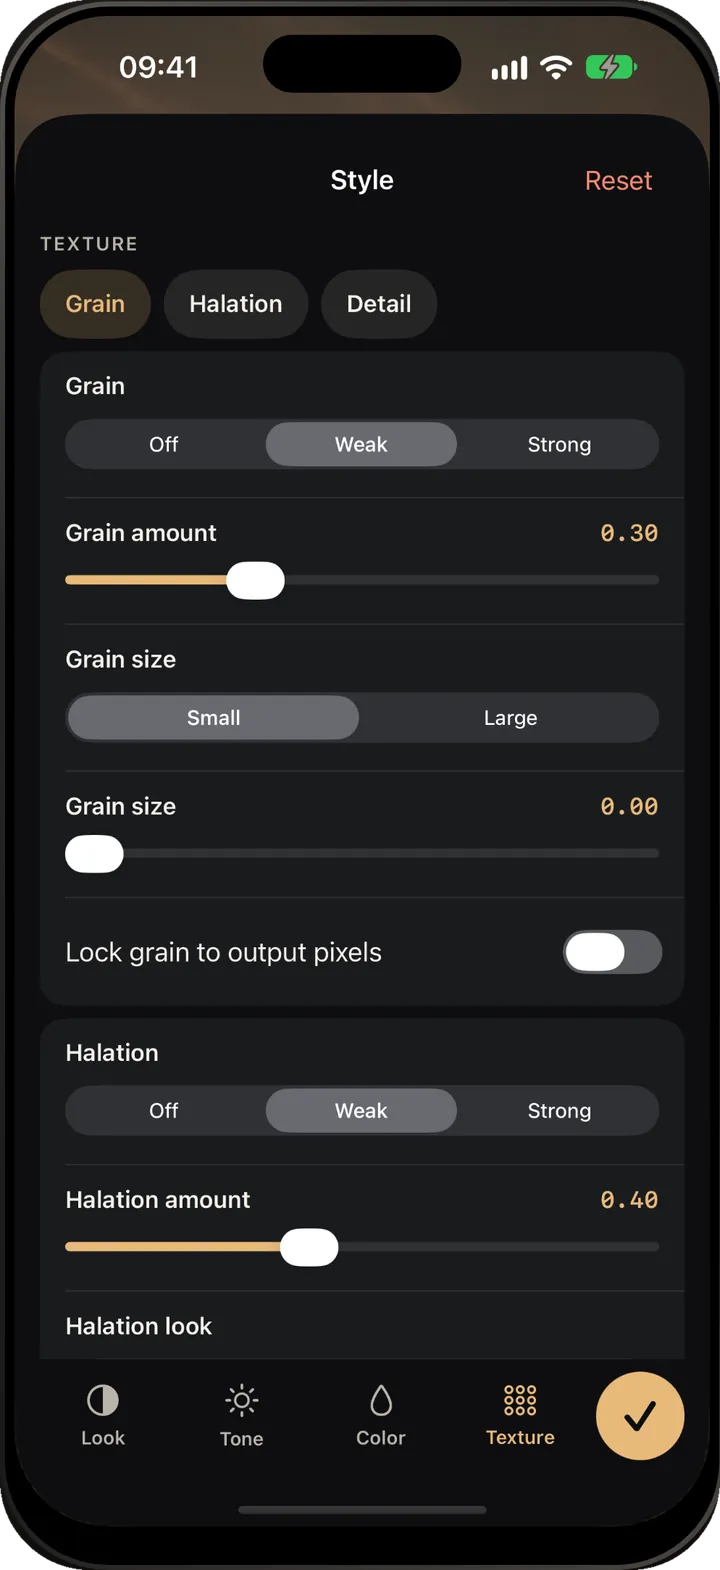 09:41
Style
Reset
TEXTURE
Grain Halation Detail
Grain
Off Weak Strong
Grain amount 0.30
Grain size
Small Large
Grain size 0.00
Lock grain to output pixels
Halation
Off Weak Strong
Halation amount 0.40
Halation look
Look Tone Color Texture